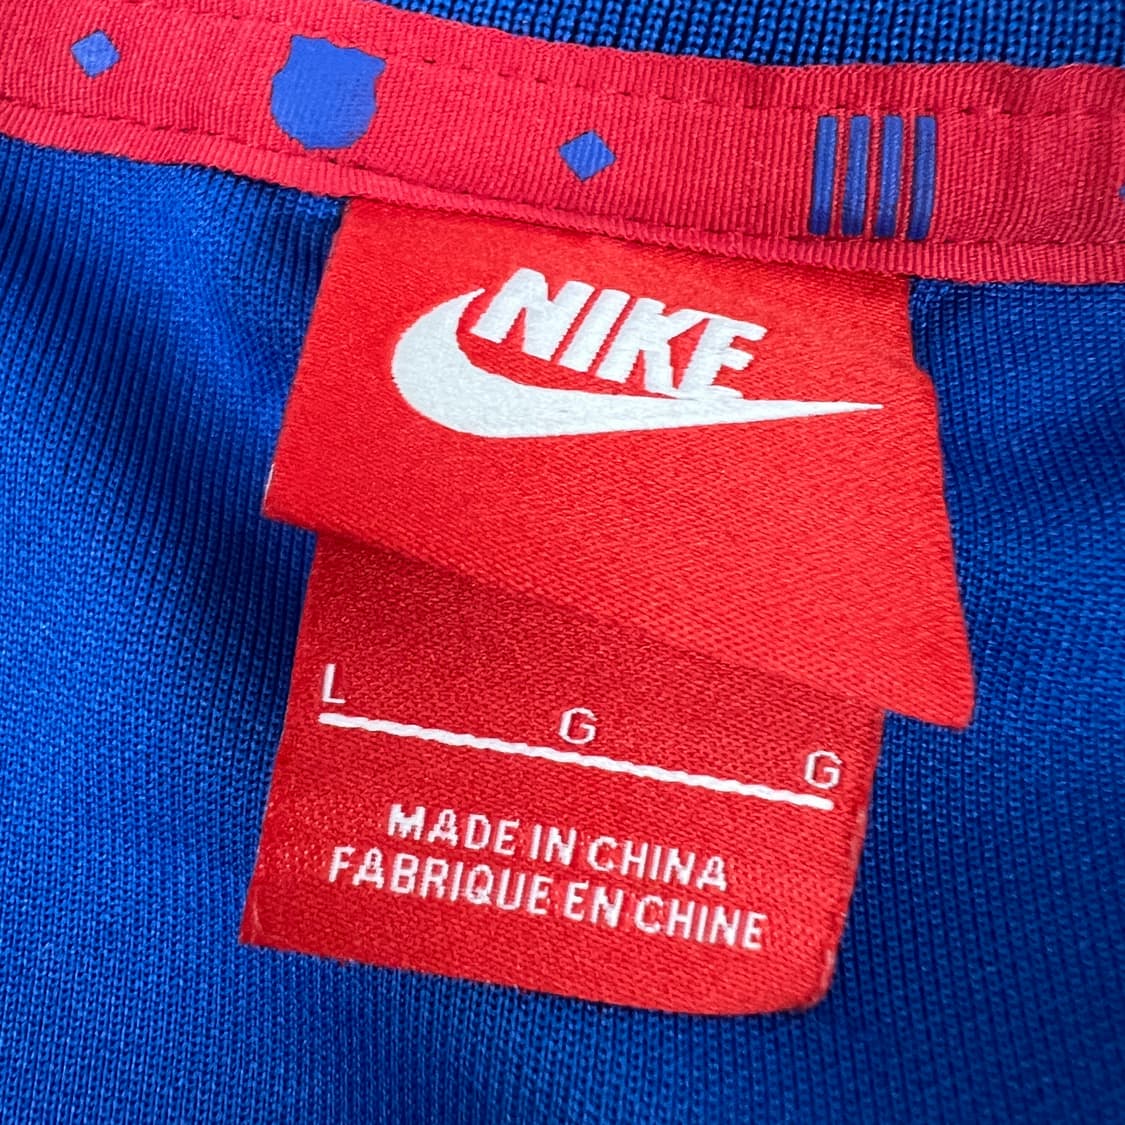 NIKE
L G G
MADE IN CHINA
FABRIQUE EN CHINE